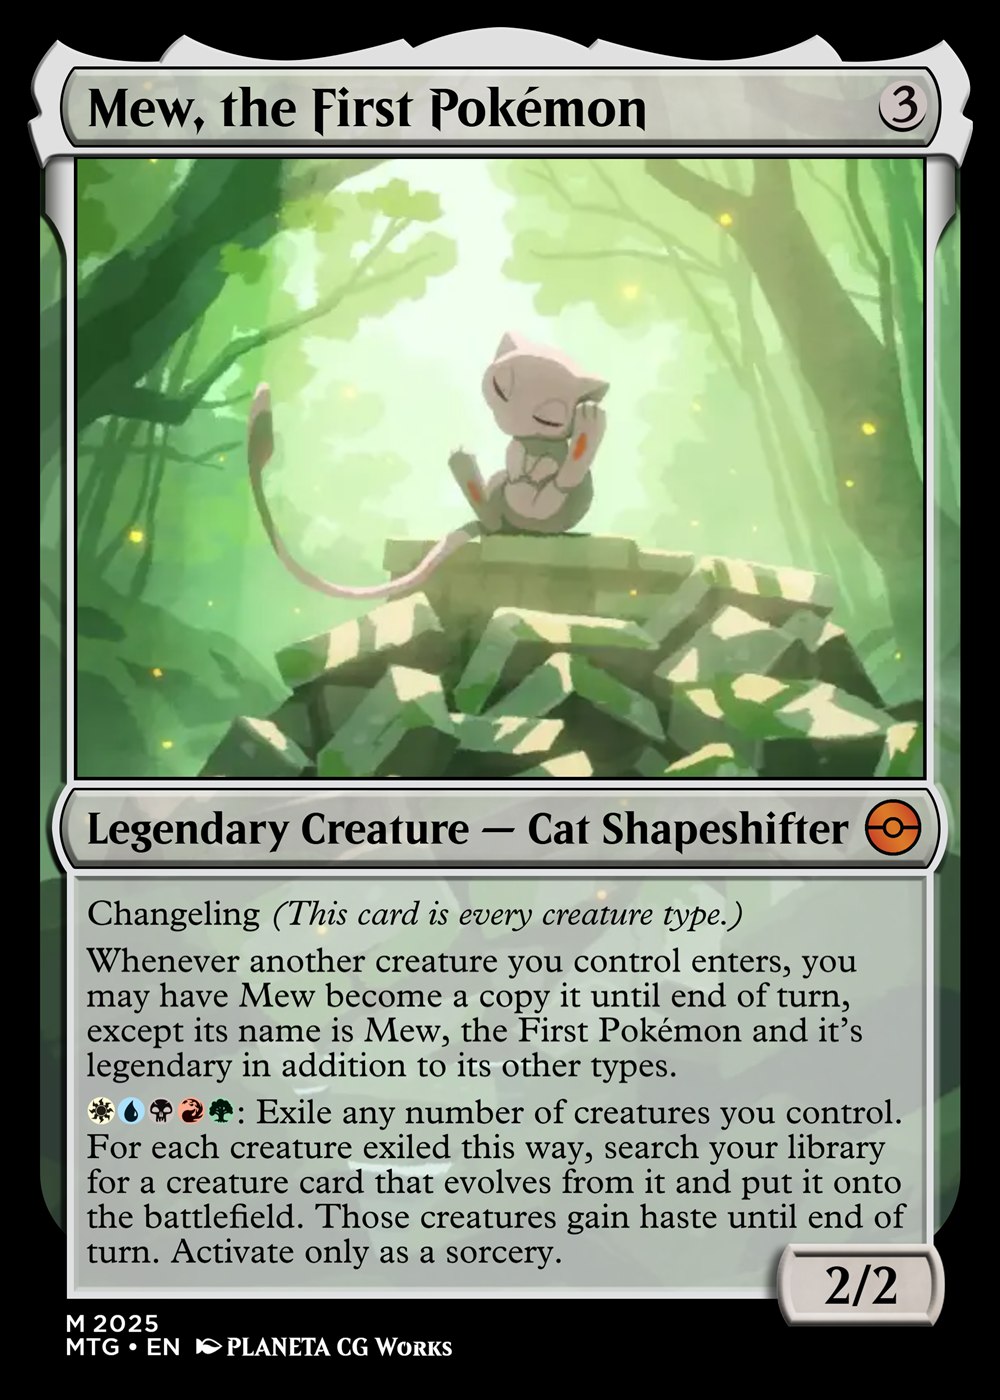 Mew, the First Pokémon 3
Legendary Creature — Cat Shapeshifter
Changeling (This card is every creature type.)
Whenever another creature you control enters, you
may have Mew become a copy it until end of turn,
except its name is Mew, the First Pokémon and it's
legendary in addition to its other types.
: Exile any number of creatures you control.
For each creature exiled this way, search your library
for a creature card that evolves from it and put it onto
the battlefield. Those creatures gain haste until end of
turn. Activate only as a sorcery.
2/2
M 2025
MTG • EN PLANETA CG Works